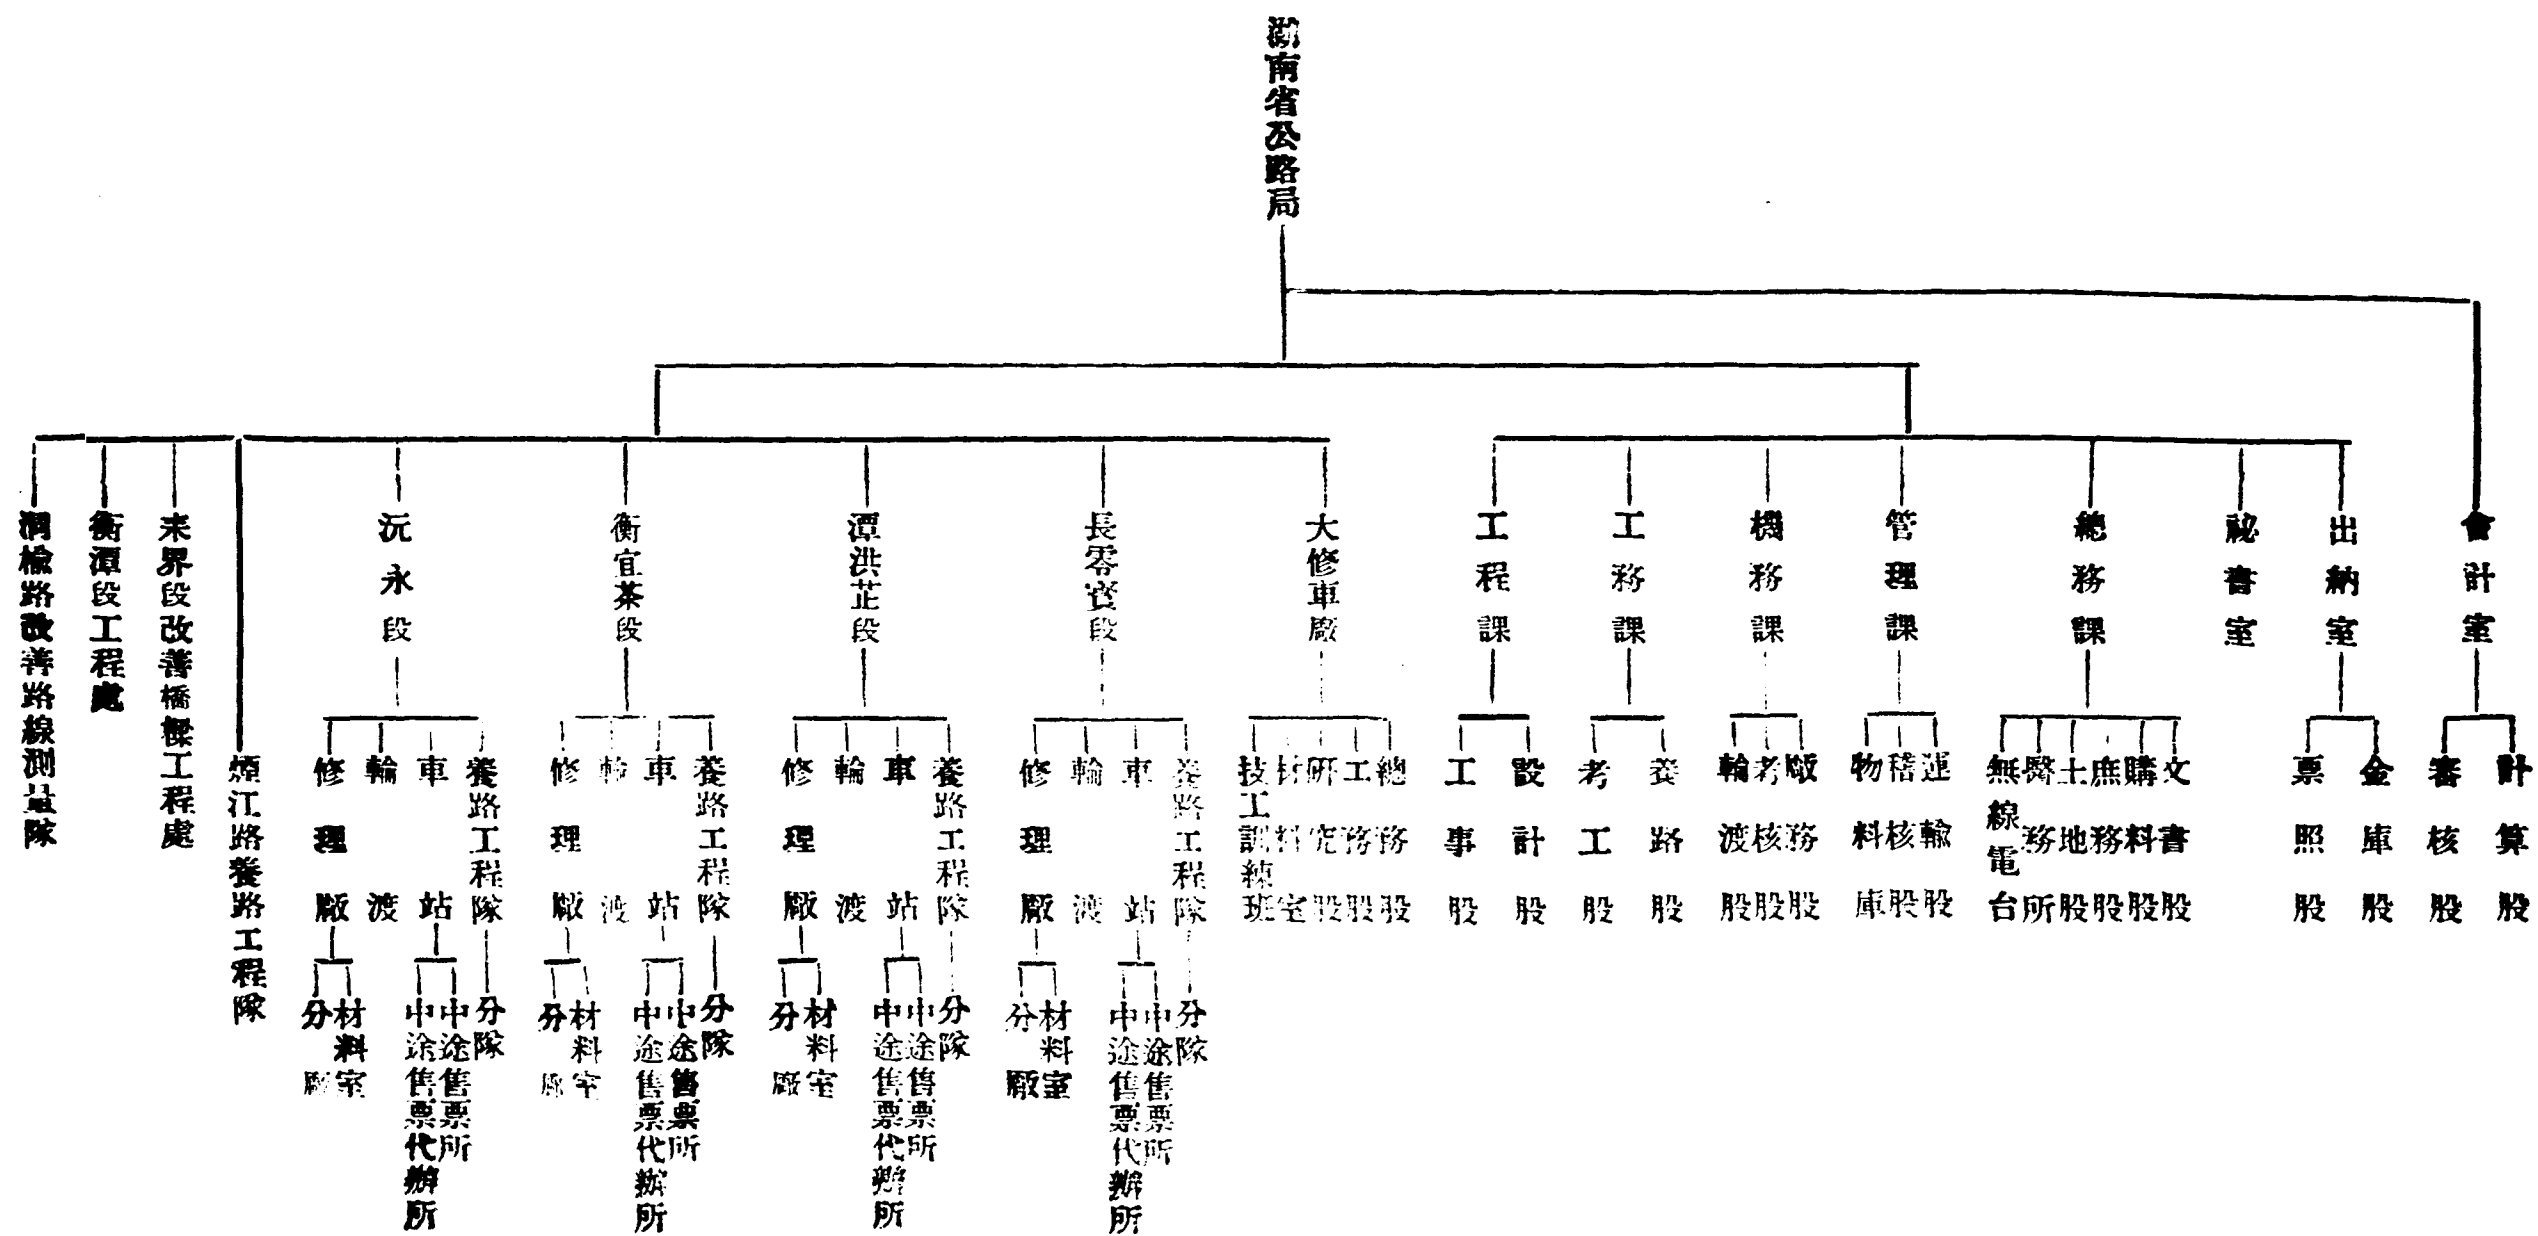 湖南省公路局
會計室
出納室
祕書室
總務課
管理課
機務課
工務課
工程課
大修車廠
長零寶段
潭洪芷段
衡宜茶段
沅永段
煙江路養路工程隊
耒界段改善橋樑工程處
衡潭段工程處
洞榆路改善路線測量隊
計算股
審核股
金庫股
票照股
文書股
購料股
庶務股
土地股
醫務所
無線電台
運輸股
稽核股
物料庫
廠務股
考核股
輪渡股
養路股
考工股
設計股
工事股
總務股
工務股
研究股
材料室
技工訓練班
養路工程隊
車站
輪渡
修理廠
養路工程隊
車站
輪渡
修理廠
養路工程隊
車站
輪渡
修理廠
養路工程隊
車站
輪渡
修理廠
分隊
中途售票所
中途售票代辦所
材料室
分廠
分隊
中途售票所
中途售票代辦所
材料室
分廠
分隊
中途售票所
中途售票代辦所
材料室
分廠
分隊
中途售票所
中途售票代辦所
材料室
分廠